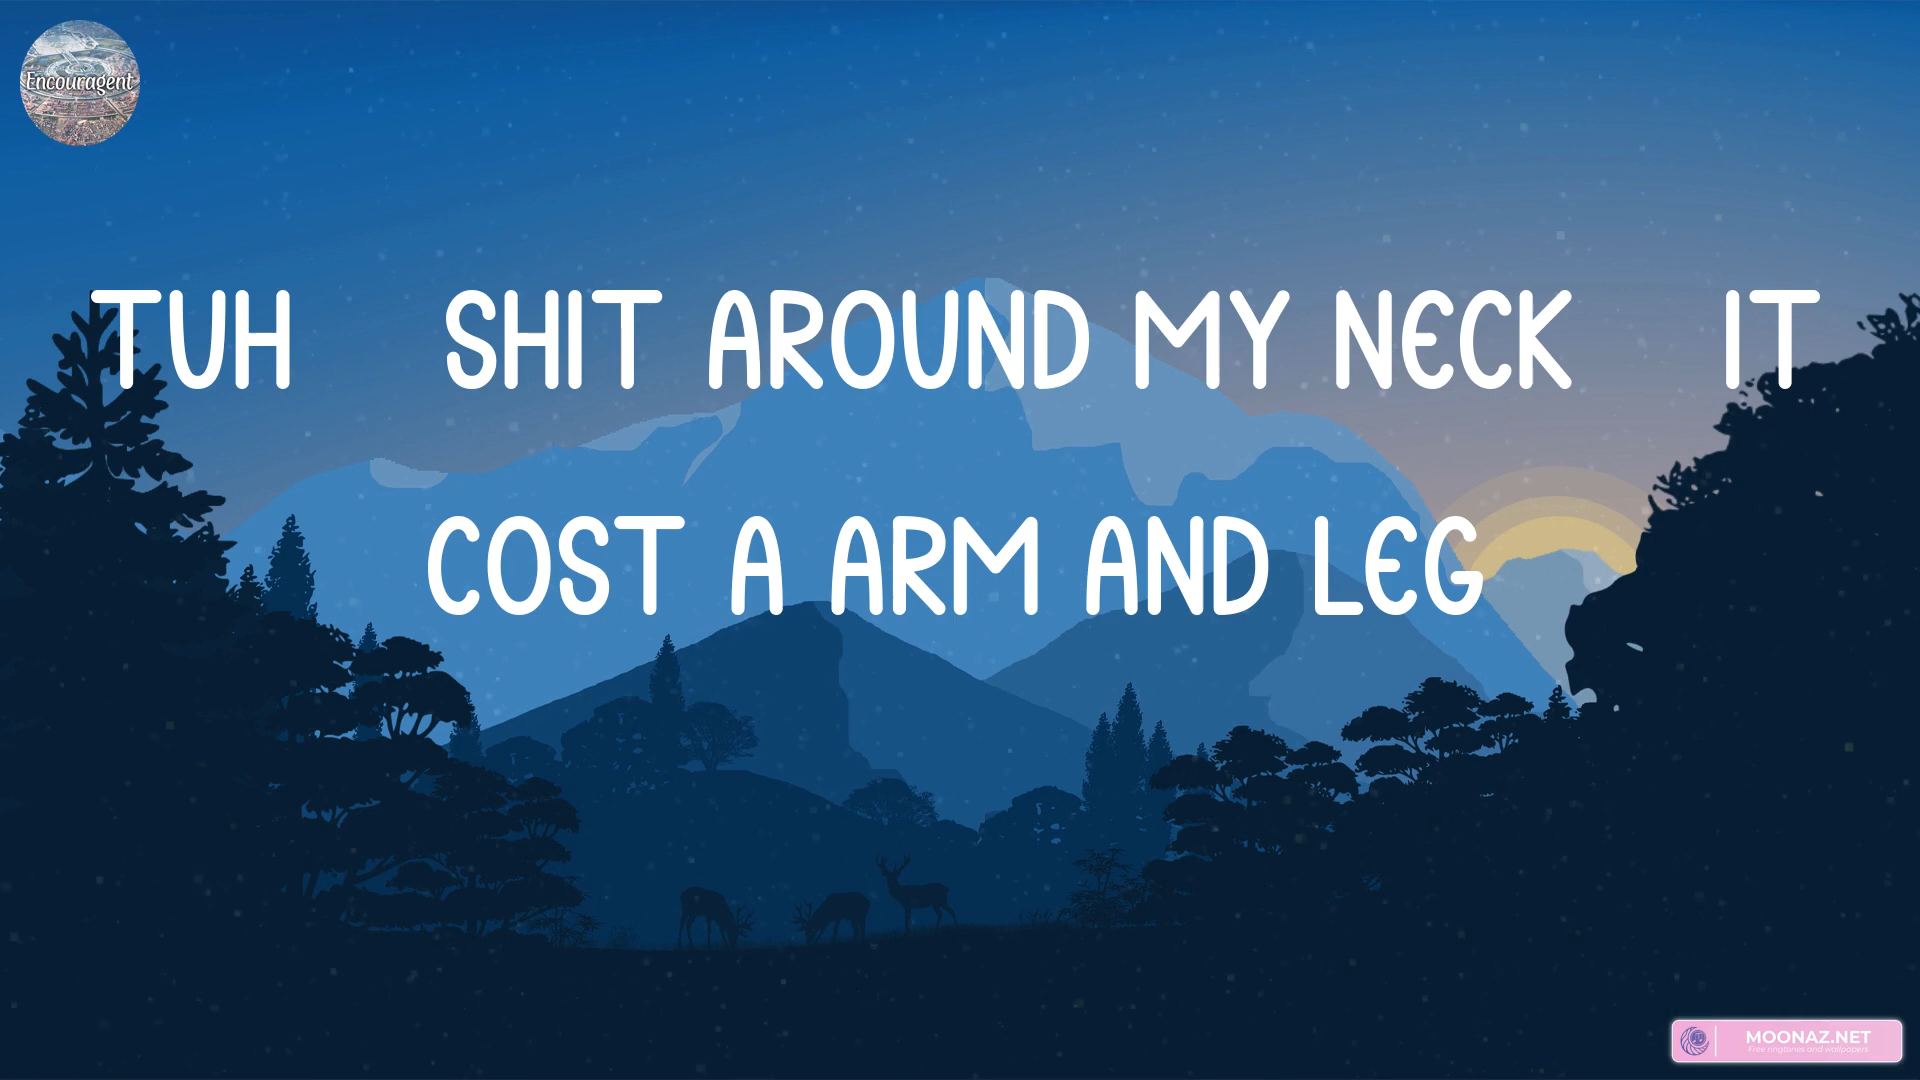 Encouragent
TUH SHIT AROUND MY NECK IT
COST A ARM AND LEG
MOONAZ.NET
Free ringtones and wallpapers